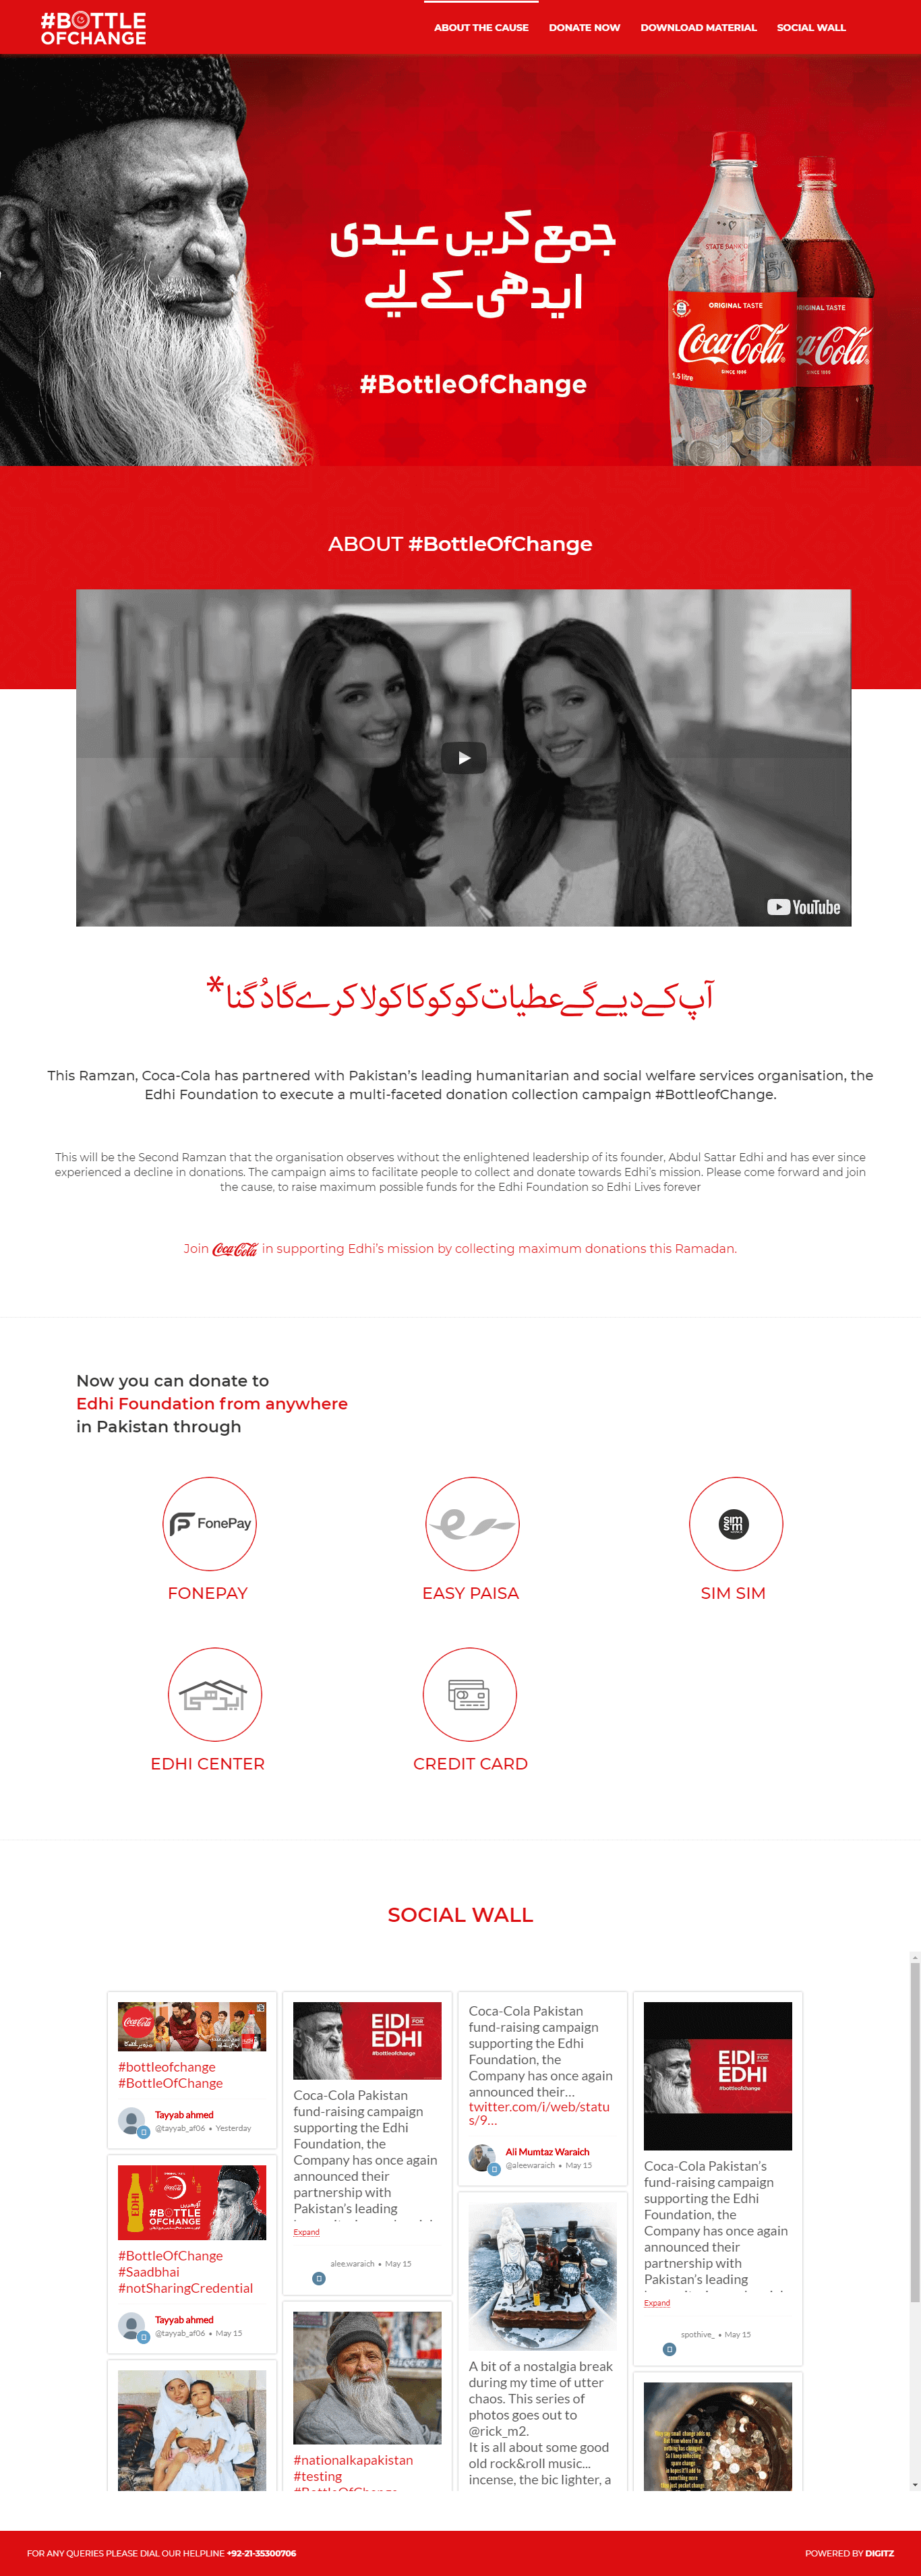 #BOTTLE
OFCHANGE
ABOUT THE CAUSE
DONATE NOW
DOWNLOAD MATERIAL
SOCIAL WALL
جمع کریں عیدی
ایدھی کے لیے
#BottleOfChange
STATE BANK
ORIGINAL TASTE
Coca-Cola
SINCE 1886
1.5 litre
ORIGINAL TASTE
ABOUT #BottleOfChange
YouTube
آپ کے دیے گے عطیات کو کوکا کولا کرے گا دُگنا*
This Ramzan, Coca-Cola has partnered with Pakistan's leading humanitarian and social welfare services organisation, the
Edhi Foundation to execute a multi-faceted donation collection campaign #BottleofChange.
This will be the Second Ramzan that the organisation observes without the enlightened leadership of its founder, Abdul Sattar Edhi and has ever since
experienced a decline in donations. The campaign aims to facilitate people to collect and donate towards Edhi's mission. Please come forward and join
the cause, to raise maximum possible funds for the Edhi Foundation so Edhi Lives forever
Join Coca-Cola in supporting Edhi's mission by collecting maximum donations this Ramadan.
Now you can donate to
Edhi Foundation from anywhere
in Pakistan through
FonePay
FONEPAY
EASY PAISA
sim
sim
SIM SIM
ایدھی
EDHI CENTER
CREDIT CARD
SOCIAL WALL
Coca-Cola
#bottleofchange
#BottleOfChange
Tayyab ahmed
@tayyab_af06 • Yesterday
#BOTTLE
OFCHANGE
#BottleOfChange
#Saadbhai
#notSharingCredential
Tayyab ahmed
@tayyab_af06 • May 15
EIDI FOR
EDHI
#bottleofchange
Coca-Cola Pakistan
fund-raising campaign
supporting the Edhi
Foundation, the
Company has once again
announced their
partnership with
Pakistan's leading
Expand
alee.waraich • May 15
#nationalkapakistan
#testing
#BottleOfChange
Coca-Cola Pakistan
fund-raising campaign
supporting the Edhi
Foundation, the
Company has once again
announced their…
twitter.com/i/web/statu
s/9…
Ali Mumtaz Waraich
@aleewaraich • May 15
A bit of a nostalgia break
during my time of utter
chaos. This series of
photos goes out to
@rick_m2.
It is all about some good
old rock&roll music...
incense, the bic lighter, a
EIDI FOR
EDHI
#bottleofchange
Coca-Cola Pakistan's
fund-raising campaign
supporting the Edhi
Foundation, the
Company has once again
announced their
partnership with
Pakistan's leading
Expand
spothive_ • May 15
FOR ANY QUERIES PLEASE DIAL OUR HELPLINE +92-21-35300706
POWERED BY DIGITZ